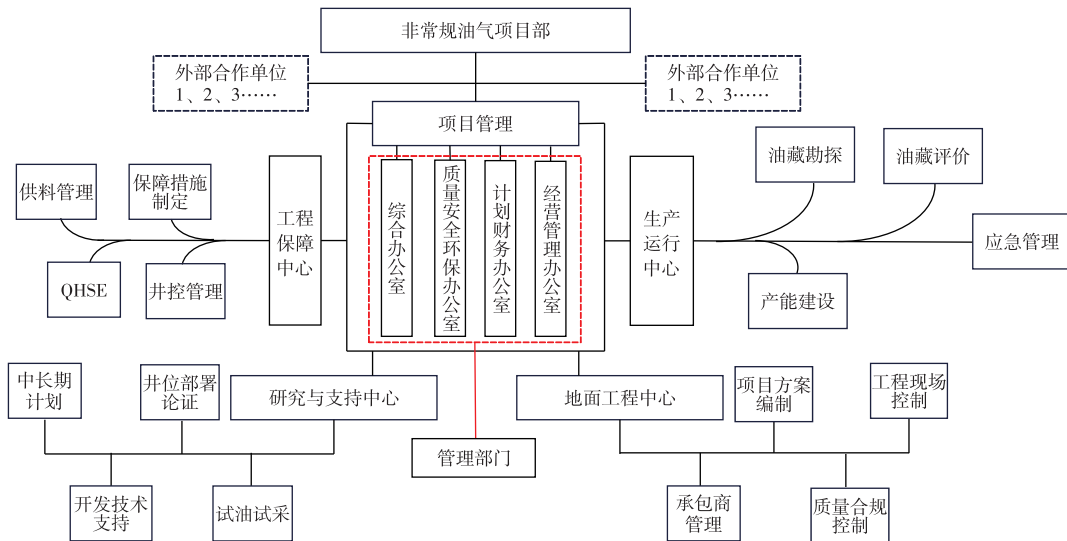 非常规油气项目部
外部合作单位
1、2、3……
外部合作单位
1、2、3……
项目管理
综合办公室
质量安全环保办公室
计划财务办公室
经营管理办公室
供料管理
保障措施
制定
QHSE
井控管理
工程
保障
中心
生产
运行
中心
油藏勘探
油藏评价
应急管理
产能建设
中长期
计划
井位部署
论证
研究与支持中心
开发技术
支持
试油试采
管理部门
地面工程中心
项目方案
编制
工程现场
控制
承包商
管理
质量合规
控制